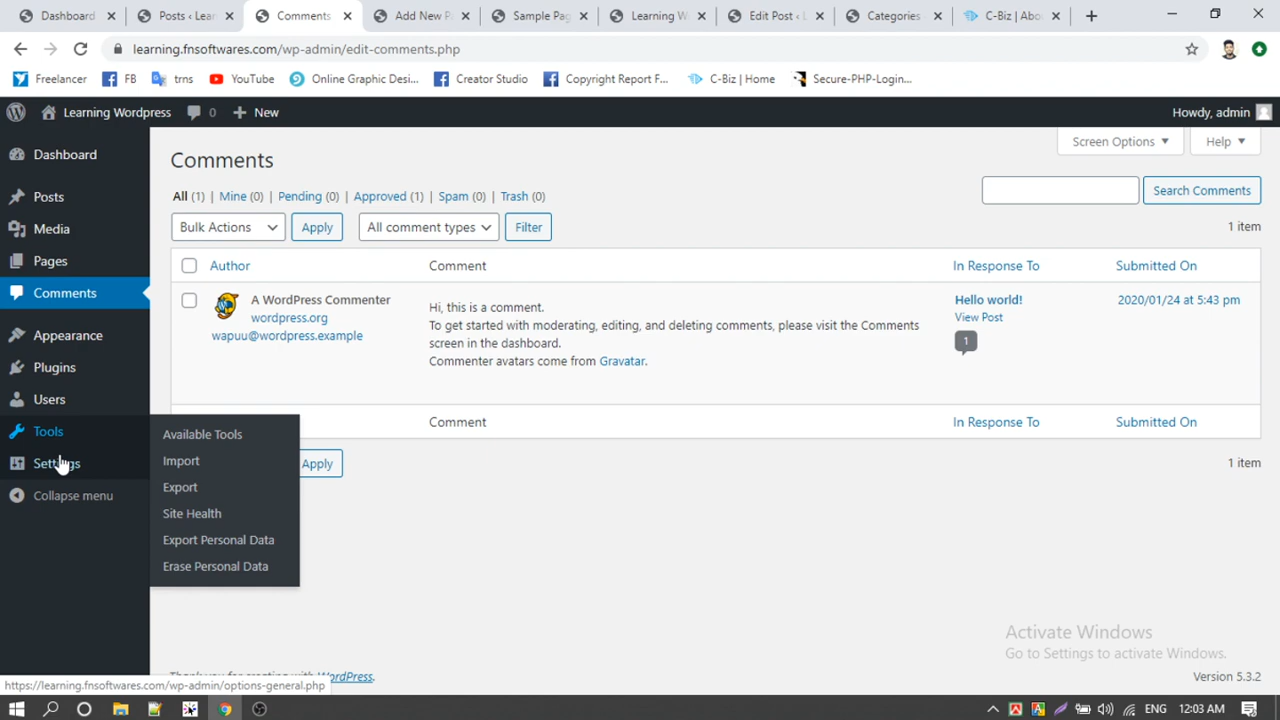 Dashboard
Posts ‹ Lear
Comments
Add New P
Sample Pag
Learning W
Edit Post ‹ L
Categories
C-Biz | Abo
learning.fnsoftwares.com/wp-admin/edit-comments.php
Freelancer
FB
trns
YouTube
Online Graphic Desi...
Creator Studio
Copyright Report F...
C-Biz | Home
Secure-PHP-Login...
Learning Wordpress
0
New
Howdy, admin
Dashboard
Posts
Media
Pages
Comments
Appearance
Plugins
Users
Tools
Settings
Collapse menu
Available Tools
Import
Export
Site Health
Export Personal Data
Erase Personal Data
Screen Options
Help
Comments
All (1) | Mine (0) | Pending (0) | Approved (1) | Spam (0) | Trash (0)
Search Comments
Bulk Actions
Apply
All comment types
Filter
1 item
Author
Comment
In Response To
Submitted On
A WordPress Commenter
wordpress.org
wapuu@wordpress.example
Hi, this is a comment.
To get started with moderating, editing, and deleting comments, please visit the Comments
screen in the dashboard.
Commenter avatars come from Gravatar.
Hello world!
View Post
1
2020/01/24 at 5:43 pm
Comment
In Response To
Submitted On
Apply
1 item
Activate Windows
Go to Settings to activate Windows.
Thank you for creating with WordPress.
Version 5.3.2
https://learning.fnsoftwares.com/wp-admin/options-general.php
ENG
12:03 AM